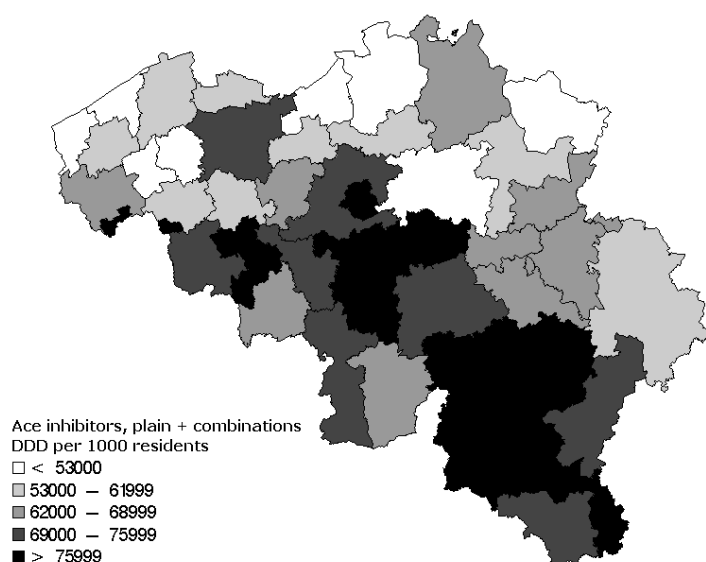 Ace inhibitors, plain + combinations
DDD per 1000 residents
< 53000
53000 – 61999
62000 – 68999
69000 – 75999
> 75999